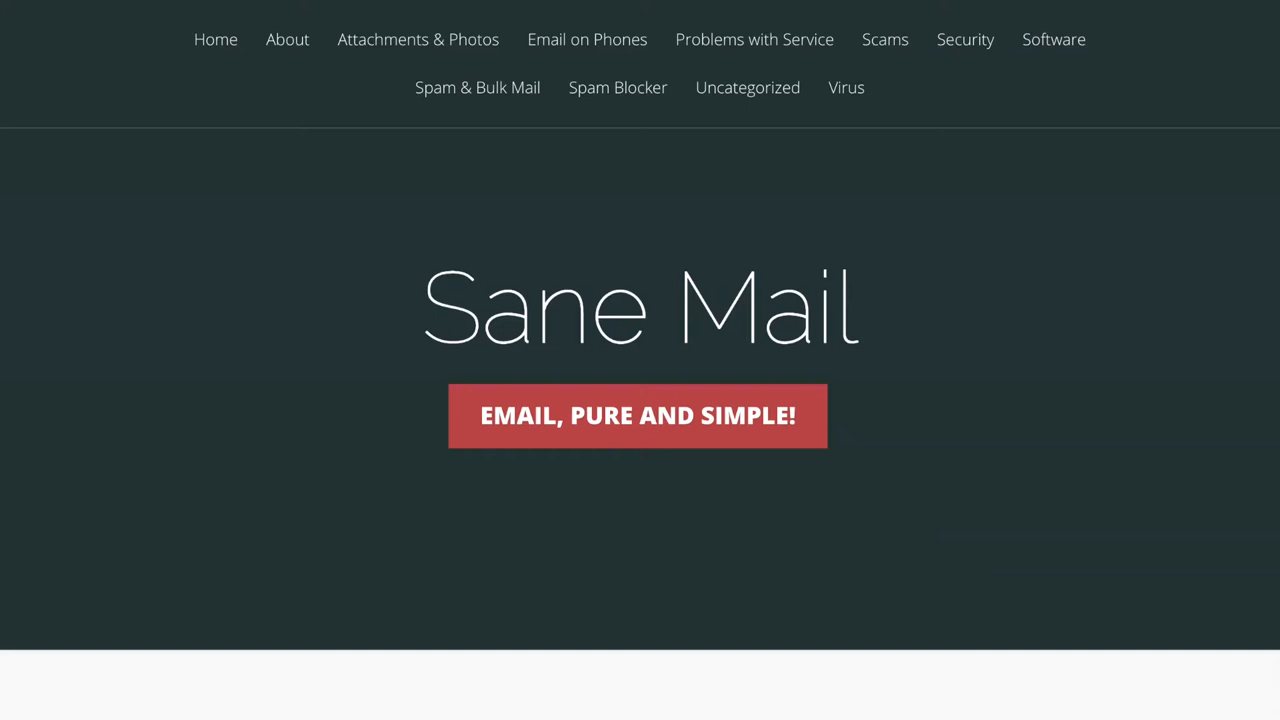 Home About Attachments & Photos Email on Phones Problems with Service Scams Security Software
Spam & Bulk Mail Spam Blocker Uncategorized Virus
Sane Mail
EMAIL, PURE AND SIMPLE!